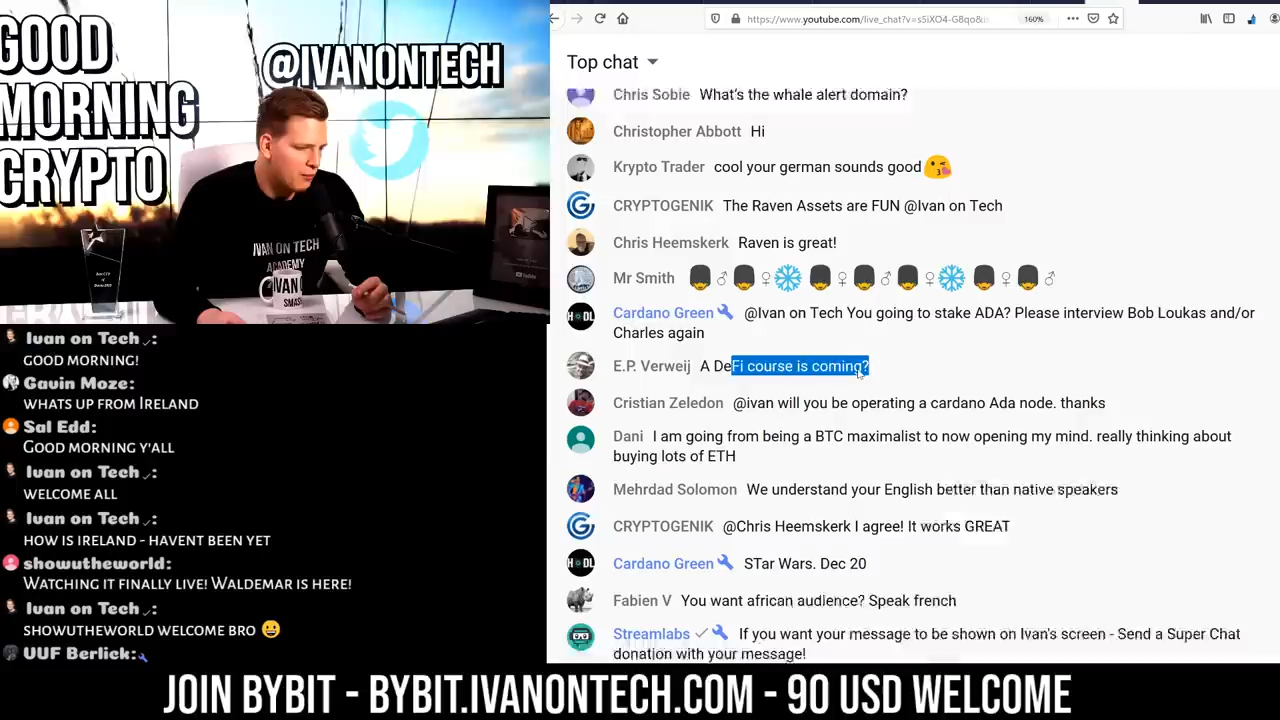 GOOD
MORNING
CRYPTO
@IVANONTECH
IVAN ON TECH
ACADEMY
IVAN
SMASH
Ivan on Tech :
GOOD MORNING!
Gavin Moze:
WHATS UP FROM IRELAND
Sal Edd:
GOOD MORNING Y'ALL
Ivan on Tech :
WELCOME ALL
Ivan on Tech :
HOW IS IRELAND - HAVENT BEEN YET
showutheworld:
WATCHING IT FINALLY LIVE! WALDEMAR IS HERE!
Ivan on Tech :
SHOWUTHEWORLD WELCOME BRO 😀
UUF Berlick:
https://www.youtube.com/live_chat?v=s5iXO4-G8qo&
160%
Top chat
Chris Sobie What's the whale alert domain?
Christopher Abbott Hi
Krypto Trader cool your german sounds good 😘
CRYPTOGENIK The Raven Assets are FUN @Ivan on Tech
Chris Heemskerk Raven is great!
Mr Smith 💂♂💂♀❄💂♀💂♂💂♀❄💂♀💂♂
Cardano Green @Ivan on Tech You going to stake ADA? Please interview Bob Loukas and/or
Charles again
E.P. Verweij A DeFi course is coming?
Cristian Zeledon @ivan will you be operating a cardano Ada node. thanks
Dani I am going from being a BTC maximalist to now opening my mind. really thinking about
buying lots of ETH
Mehrdad Solomon We understand your English better than native speakers
CRYPTOGENIK @Chris Heemskerk I agree! It works GREAT
Cardano Green STar Wars. Dec 20
Fabien V You want african audience? Speak french
Streamlabs If you want your message to be shown on Ivan's screen - Send a Super Chat
donation with your message!
JOIN BYBIT - BYBIT.IVANONTECH.COM - 90 USD WELCOME